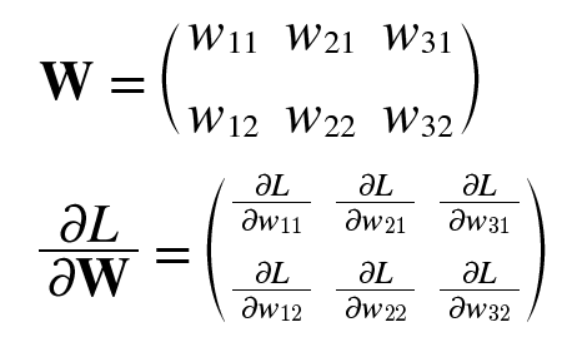 W = ( w₁₁ w₂₁ w₃₁
w₁₂ w₂₂ w₃₂ )
∂L/∂W = ( ∂L/∂w₁₁ ∂L/∂w₂₁ ∂L/∂w₃₁
∂L/∂w₁₂ ∂L/∂w₂₂ ∂L/∂w₃₂ )